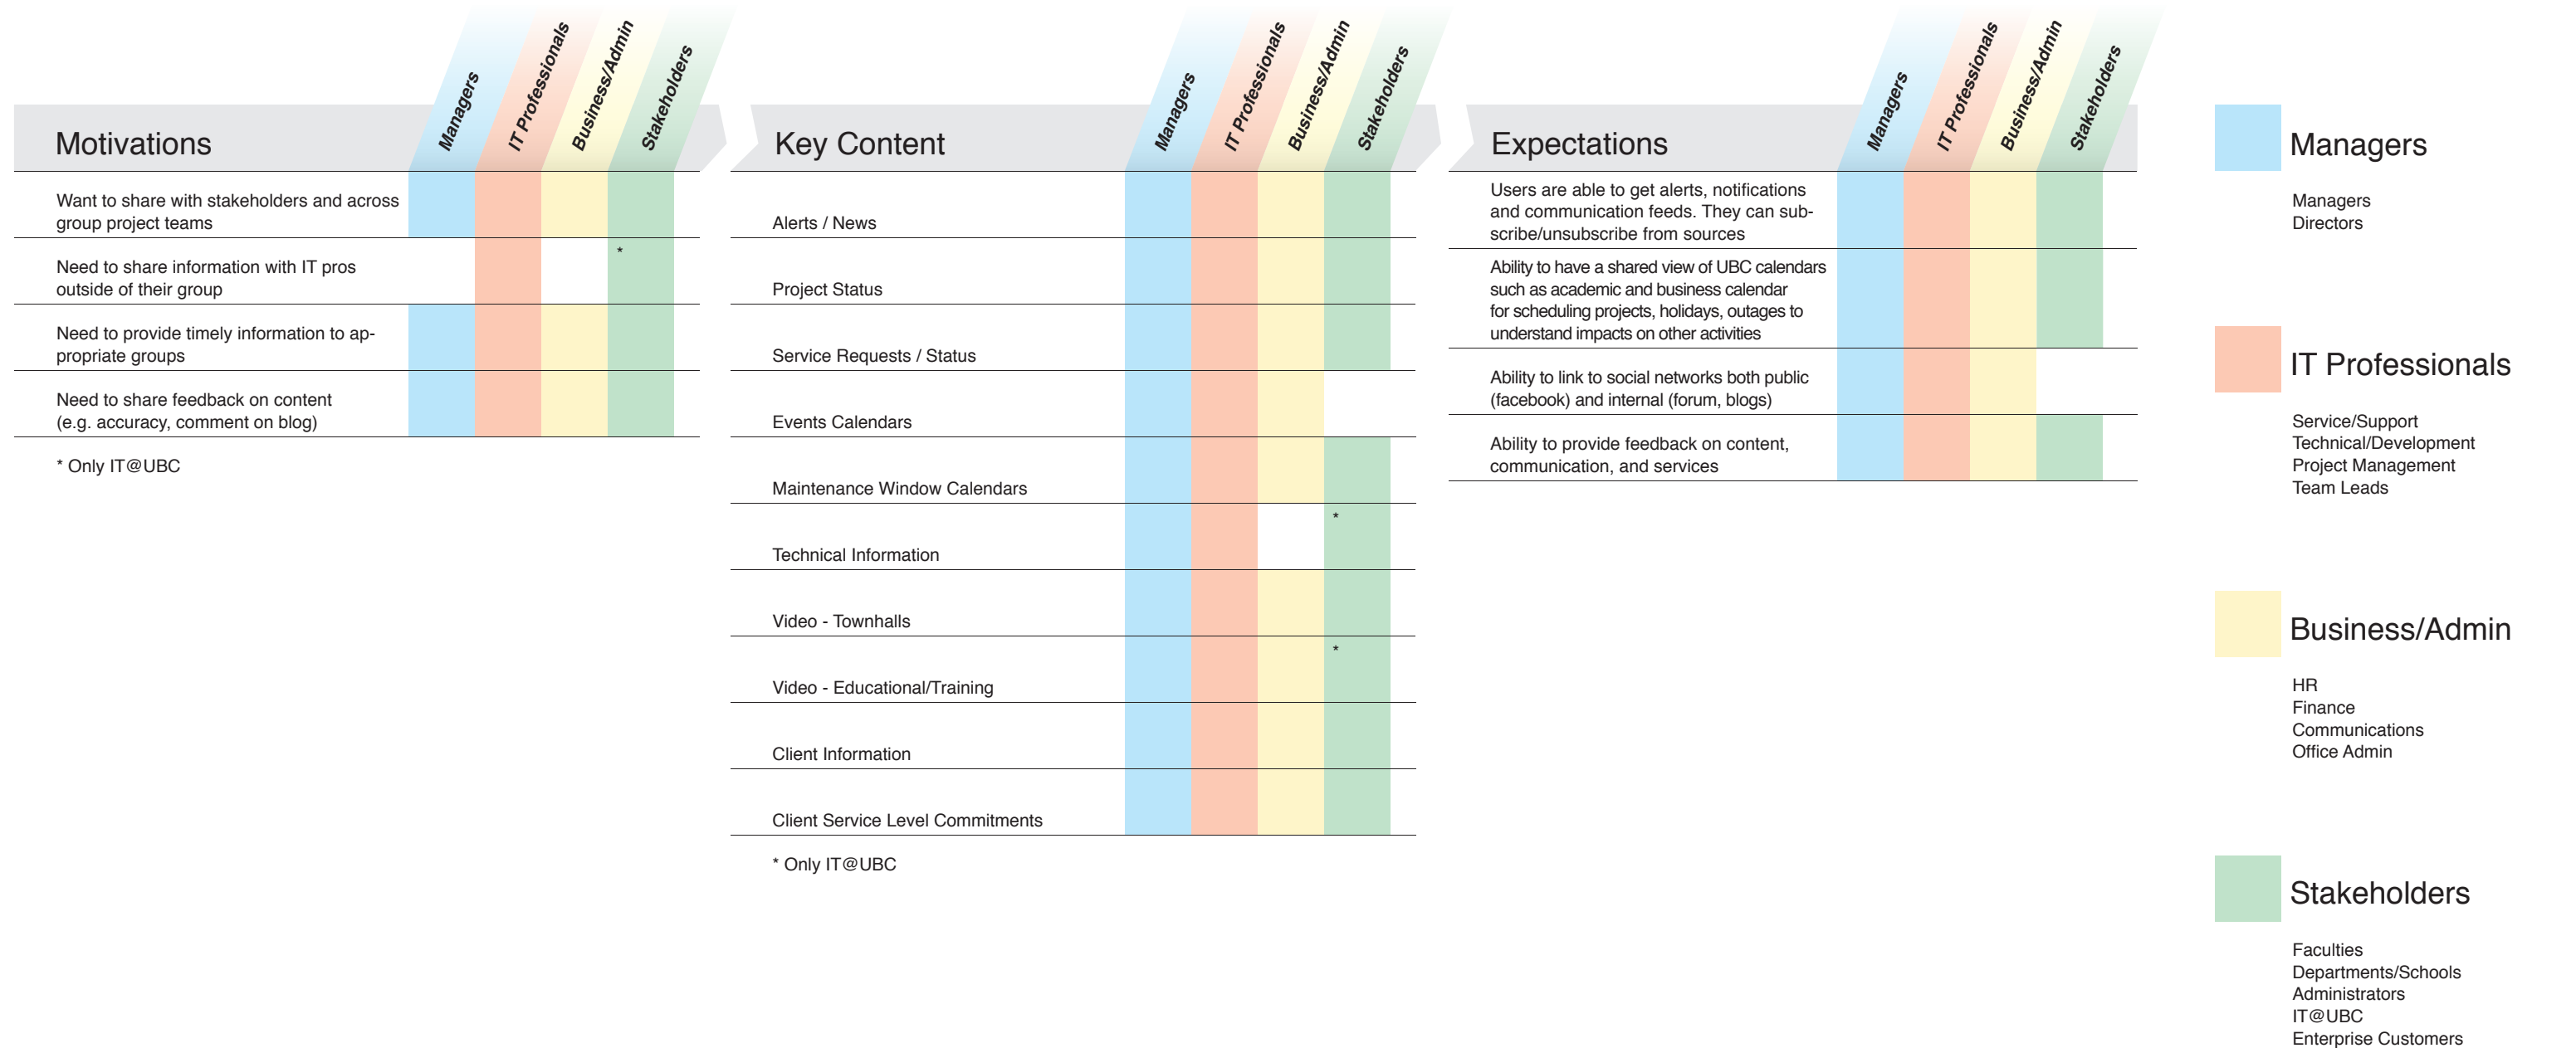 Managers
IT Professionals
Business/Admin
Stakeholders
Motivations
Want to share with stakeholders and across
group project teams
*
Need to share information with IT pros
outside of their group
Need to provide timely information to ap-
propriate groups
Need to share feedback on content
(e.g. accuracy, comment on blog)
* Only IT@UBC
Managers
IT Professionals
Business/Admin
Stakeholders
Key Content
Alerts / News
Project Status
Service Requests / Status
Events Calendars
Maintenance Window Calendars
*
Technical Information
Video - Townhalls
*
Video - Educational/Training
Client Information
Client Service Level Commitments
* Only IT@UBC
Managers
IT Professionals
Business/Admin
Stakeholders
Expectations
Users are able to get alerts, notifications
and communication feeds. They can sub-
scribe/unsubscribe from sources
Ability to have a shared view of UBC calendars
such as academic and business calendar
for scheduling projects, holidays, outages to
understand impacts on other activities
Ability to link to social networks both public
(facebook) and internal (forum, blogs)
Ability to provide feedback on content,
communication, and services
Managers
Managers
Directors
IT Professionals
Service/Support
Technical/Development
Project Management
Team Leads
Business/Admin
HR
Finance
Communications
Office Admin
Stakeholders
Faculties
Departments/Schools
Administrators
IT@UBC
Enterprise Customers